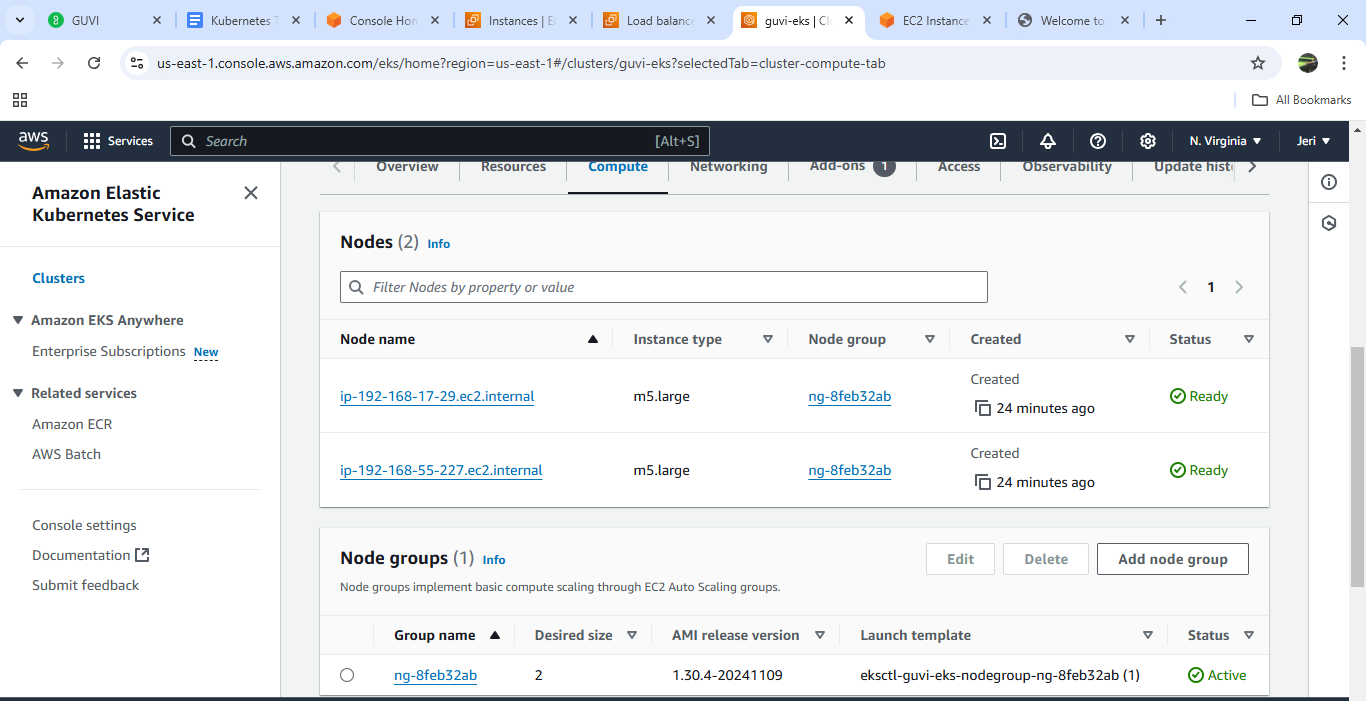 GUVI
Kubernetes T
Console Hon
Instances | E
Load balanc
guvi-eks | Cl
EC2 Instance
Welcome to
us-east-1.console.aws.amazon.com/eks/home?region=us-east-1#/clusters/guvi-eks?selectedTab=cluster-compute-tab
All Bookmarks
aws
Services
Search
[Alt+S]
N. Virginia
Jeri
Amazon Elastic
Kubernetes Service
Clusters
Amazon EKS Anywhere
Enterprise Subscriptions New
Related services
Amazon ECR
AWS Batch
Console settings
Documentation
Submit feedback
Overview
Resources
Compute
Networking
Add-ons 1
Access
Observability
Update hist
Nodes (2) Info
Filter Nodes by property or value
1
Node name Instance type Node group Created Status
Created
ip-192-168-17-29.ec2.internal m5.large ng-8feb32ab 24 minutes ago Ready
Created
ip-192-168-55-227.ec2.internal m5.large ng-8feb32ab 24 minutes ago Ready
Node groups (1) Info
Edit
Delete
Add node group
Node groups implement basic compute scaling through EC2 Auto Scaling groups.
Group name Desired size AMI release version Launch template Status
ng-8feb32ab 2 1.30.4-20241109 eksctl-guvi-eks-nodegroup-ng-8feb32ab (1) Active